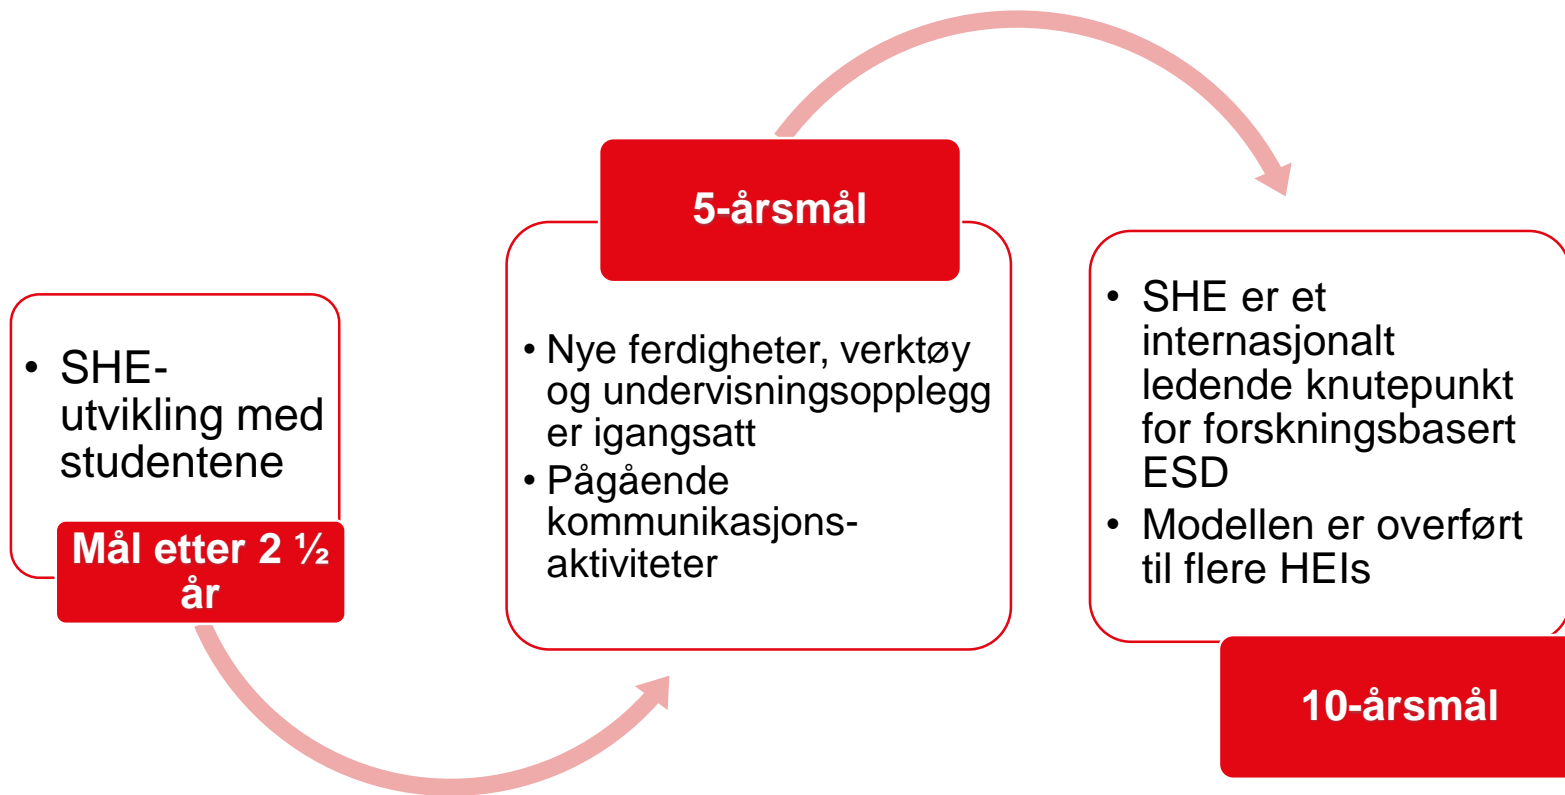 • SHE-
utvikling med
studentene
Mål etter 2 ½
år
5-årsmål
• Nye ferdigheter, verktøy
og undervisningsopplegg
er igangsatt
• Pågående
kommunikasjons-
aktiviteter
• SHE er et
internasjonalt
ledende knutepunkt
for forskningsbasert
ESD
• Modellen er overført
til flere HEIs
10-årsmål